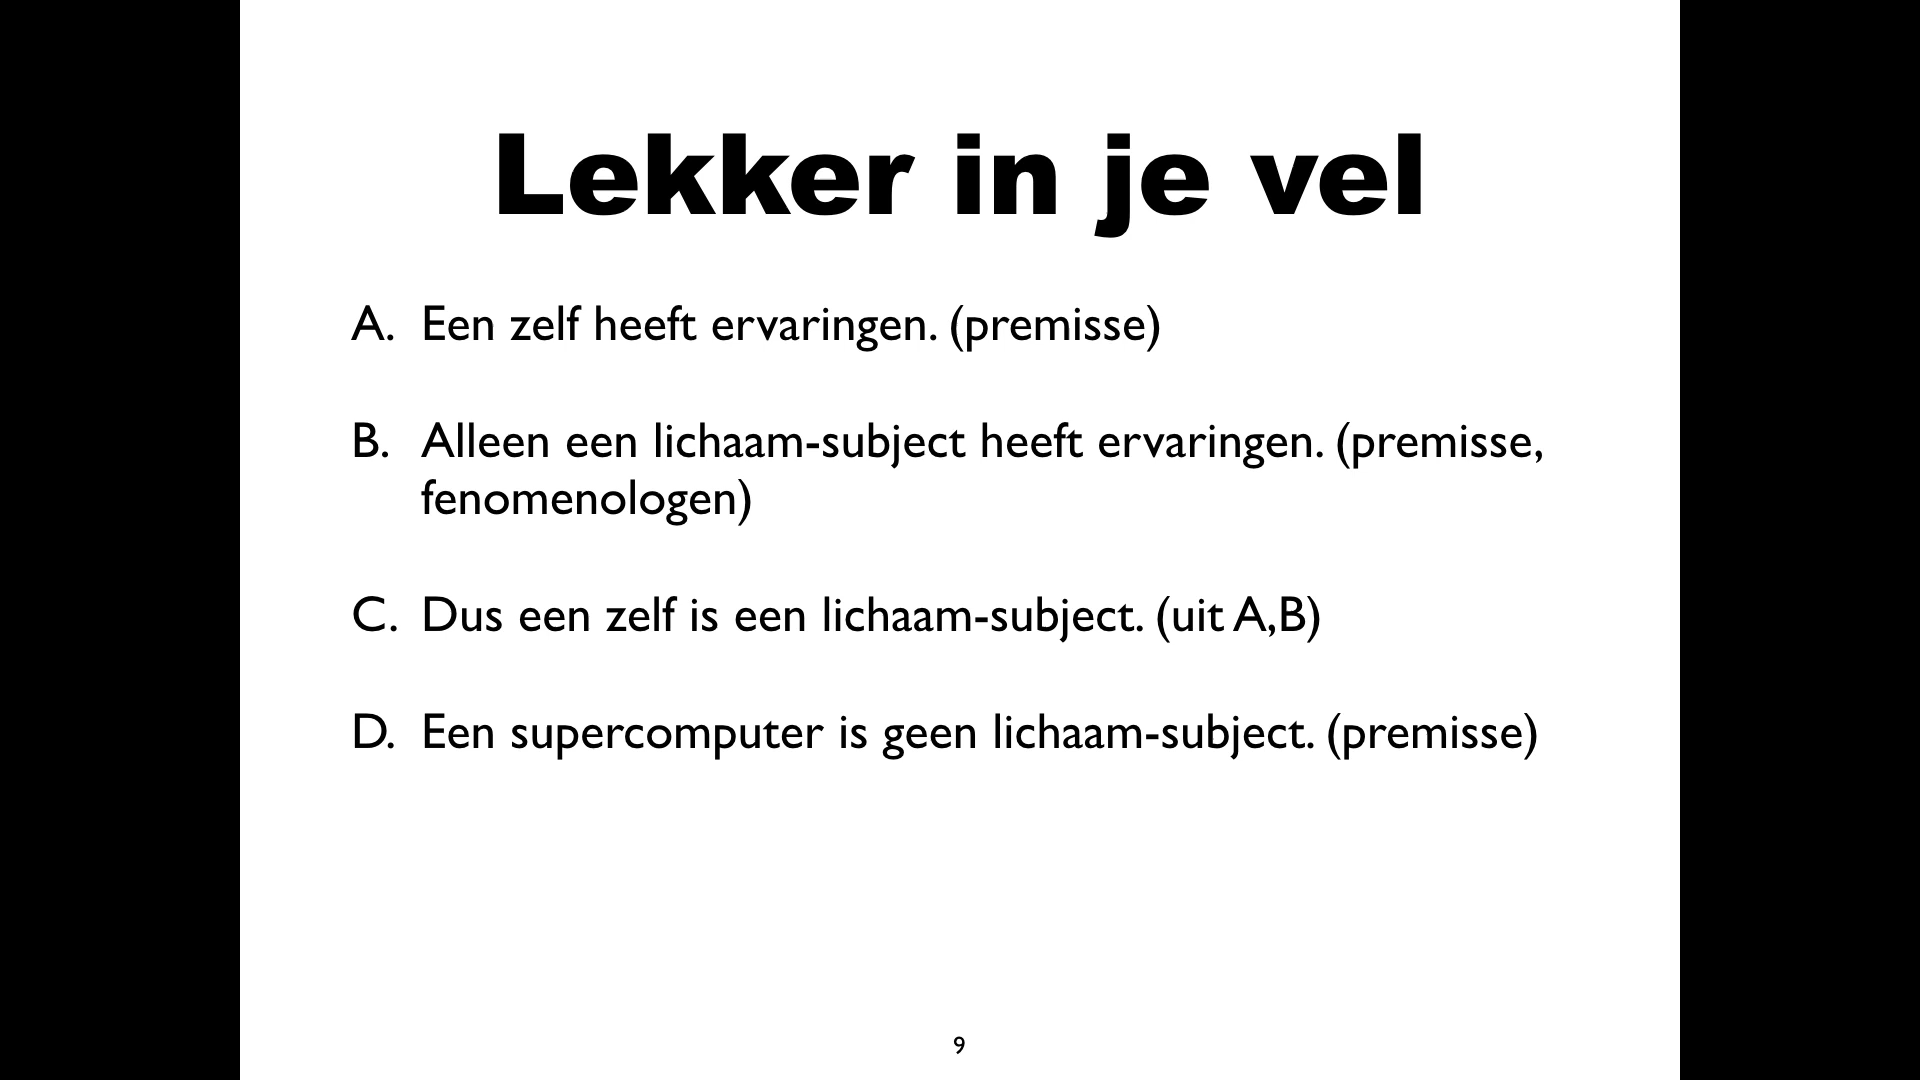 Lekker in je vel
A. Een zelf heeft ervaringen. (premisse)
B. Alleen een lichaam-subject heeft ervaringen. (premisse,
fenomenologen)
C. Dus een zelf is een lichaam-subject. (uit A,B)
D. Een supercomputer is geen lichaam-subject. (premisse)
9